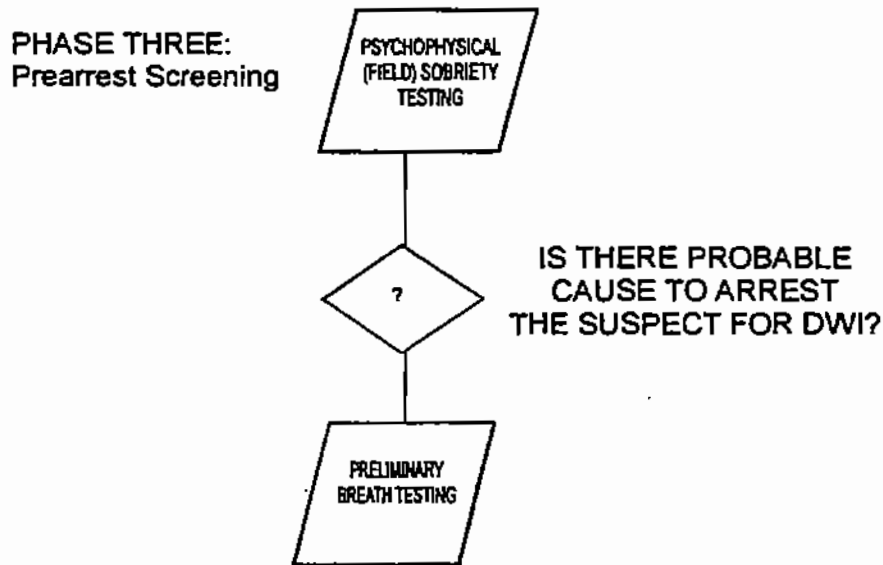 PHASE THREE:
Prearrest Screening
PSYCHOPHYSICAL
(FIELD) SOBRIETY
TESTING
?
IS THERE PROBABLE
CAUSE TO ARREST
THE SUSPECT FOR DWI?
PRELIMINARY
BREATH TESTING